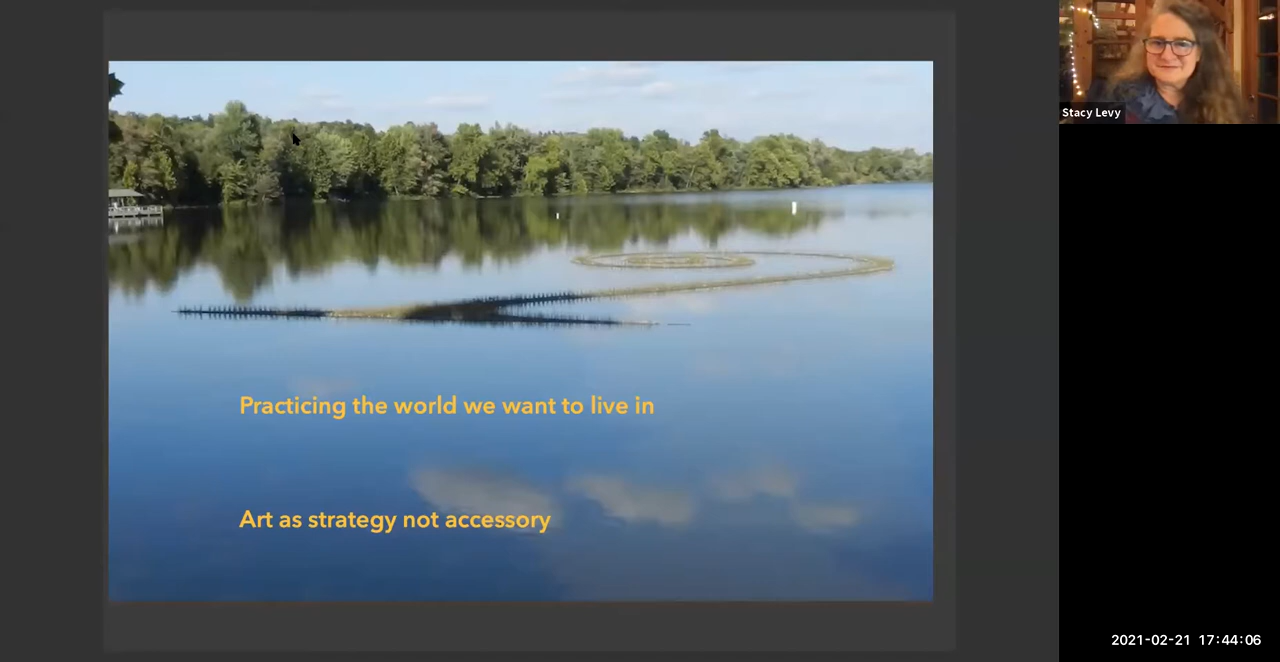 Stacy Levy
Practicing the world we want to live in
Art as strategy not accessory
2021-02-21 17:44:06